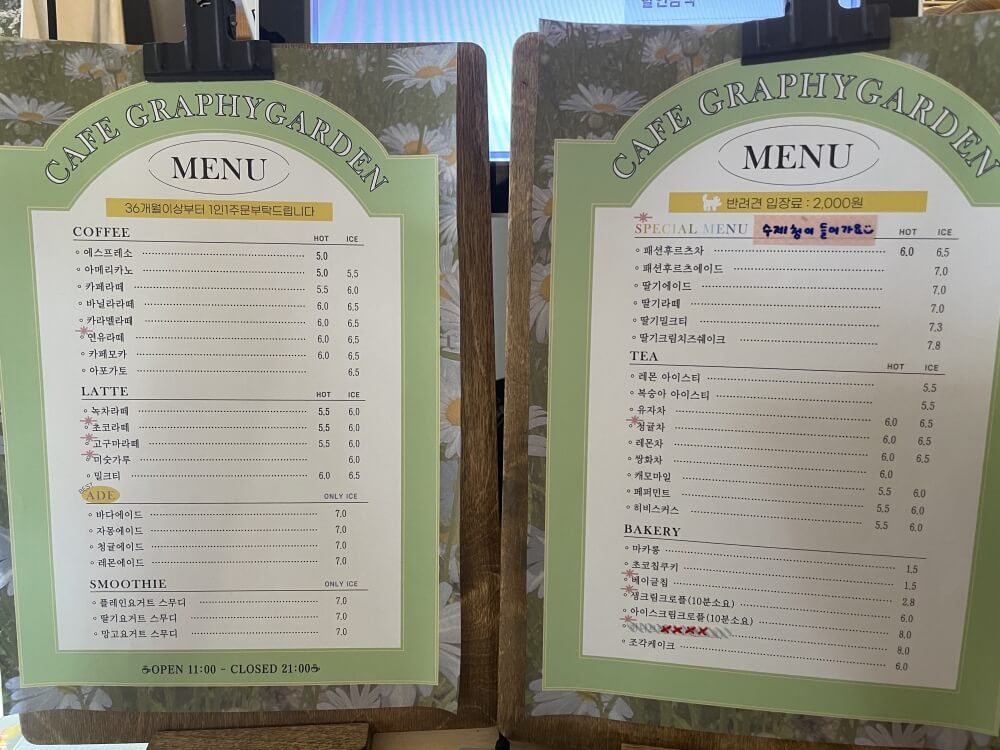 할인금액
CAFE GRAPHYGARDEN
MENU
36개월이상부터 1인1주문부탁드립니다
COFFEE HOT ICE
에스프레소 5.0
아메리카노 5.0 5.5
카페라떼 5.5 6.0
바닐라라떼 6.0 6.5
카라멜라떼 6.0 6.5
연유라떼 6.0 6.5
카페모카 6.0 6.5
아포가토 6.5
LATTE HOT ICE
녹차라떼 5.5 6.0
초코라떼 5.5 6.0
고구마라떼 5.5 6.0
미숫가루 6.0
밀크티 6.0 6.5
BEST
ADE ONLY ICE
바다에이드 7.0
자몽에이드 7.0
청귤에이드 7.0
레몬에이드 7.0
SMOOTHIE ONLY ICE
플레인요거트 스무디 7.0
딸기요거트 스무디 7.0
망고요거트 스무디 7.0
OPEN 11:00 - CLOSED 21:00
CAFE GRAPHYGARDEN
MENU
반려견 입장료 : 2,000원
SPECIAL MENU 수제청이 들어가요 HOT ICE
패션후르츠차 6.0 6.5
패션후르츠에이드 7.0
딸기에이드 7.0
딸기라떼 7.0
딸기밀크티 7.3
딸기크림치즈쉐이크 7.8
TEA HOT ICE
레몬 아이스티 5.5
복숭아 아이스티 5.5
유자차 6.0 6.5
청귤차 6.0 6.5
레몬차 6.0 6.5
쌍화차 6.0
캐모마일 5.5 6.0
페퍼민트 5.5 6.0
히비스커스 5.5 6.0
BAKERY
마카롱 1.5
초코칩쿠키 1.5
베이글칩 2.8
생크림크로플(10분소요) 6.0
아이스크림크로플(10분소요) 8.0
8.0
조각케이크 6.0